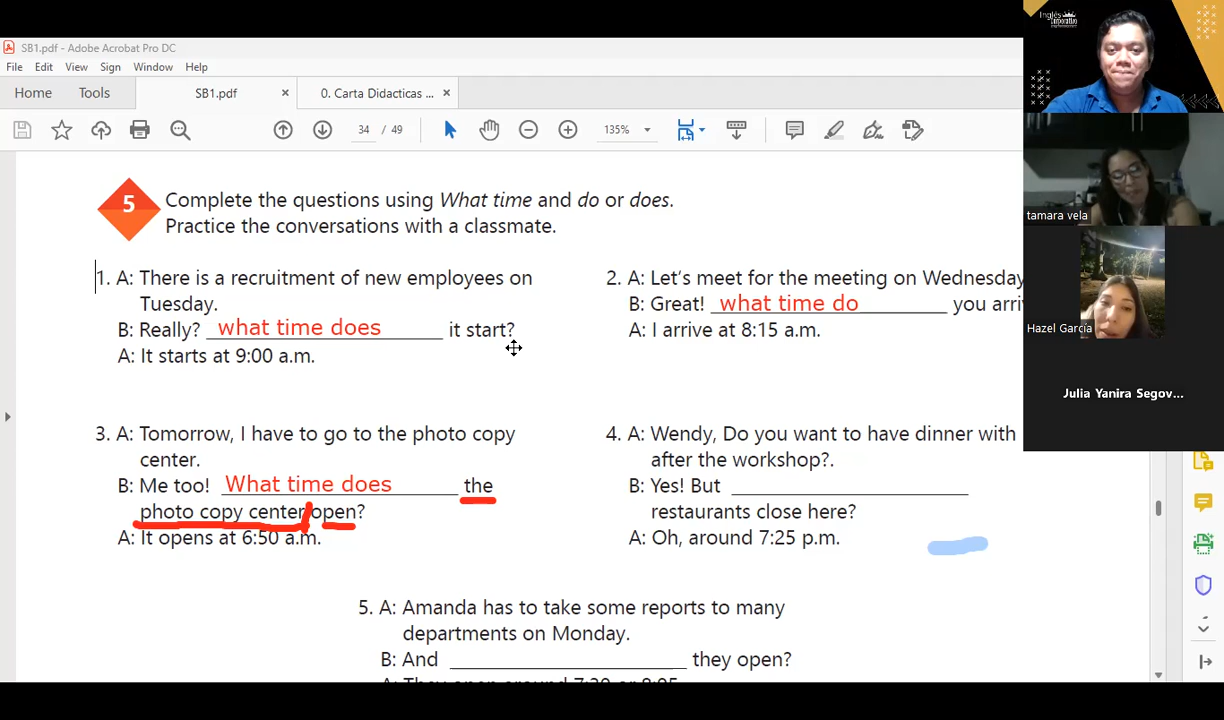 SB1.pdf - Adobe Acrobat Pro DC
File Edit View Sign Window Help
Home Tools SB1.pdf × 0. Carta Didacticas ... ×
34 / 49 135%
5 Complete the questions using What time and do or does.
Practice the conversations with a classmate.
1. A: There is a recruitment of new employees on
Tuesday.
B: Really? what time does it start?
A: It starts at 9:00 a.m.
2. A: Let's meet for the meeting on Wednesday
B: Great! what time do you arri
A: I arrive at 8:15 a.m.
3. A: Tomorrow, I have to go to the photo copy
center.
B: Me too! What time does the
photo copy center/open?
A: It opens at 6:50 a.m.
4. A: Wendy, Do you want to have dinner with
after the workshop?.
B: Yes! But
restaurants close here?
A: Oh, around 7:25 p.m.
5. A: Amanda has to take some reports to many
departments on Monday.
B: And they open?
Inglés
Corporativo
tamara vela
Hazel García
Julia Yanira Segov...